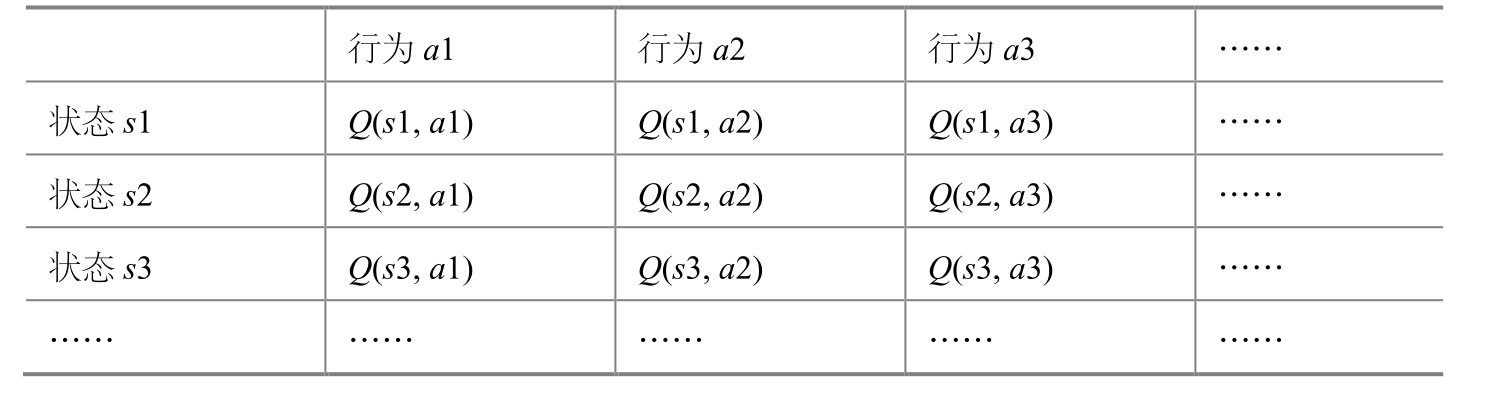 行为 a1 行为 a2 行为 a3 ……
状态 s1 Q(s1, a1) Q(s1, a2) Q(s1, a3) ……
状态 s2 Q(s2, a1) Q(s2, a2) Q(s2, a3) ……
状态 s3 Q(s3, a1) Q(s3, a2) Q(s3, a3) ……
…… …… …… …… ……